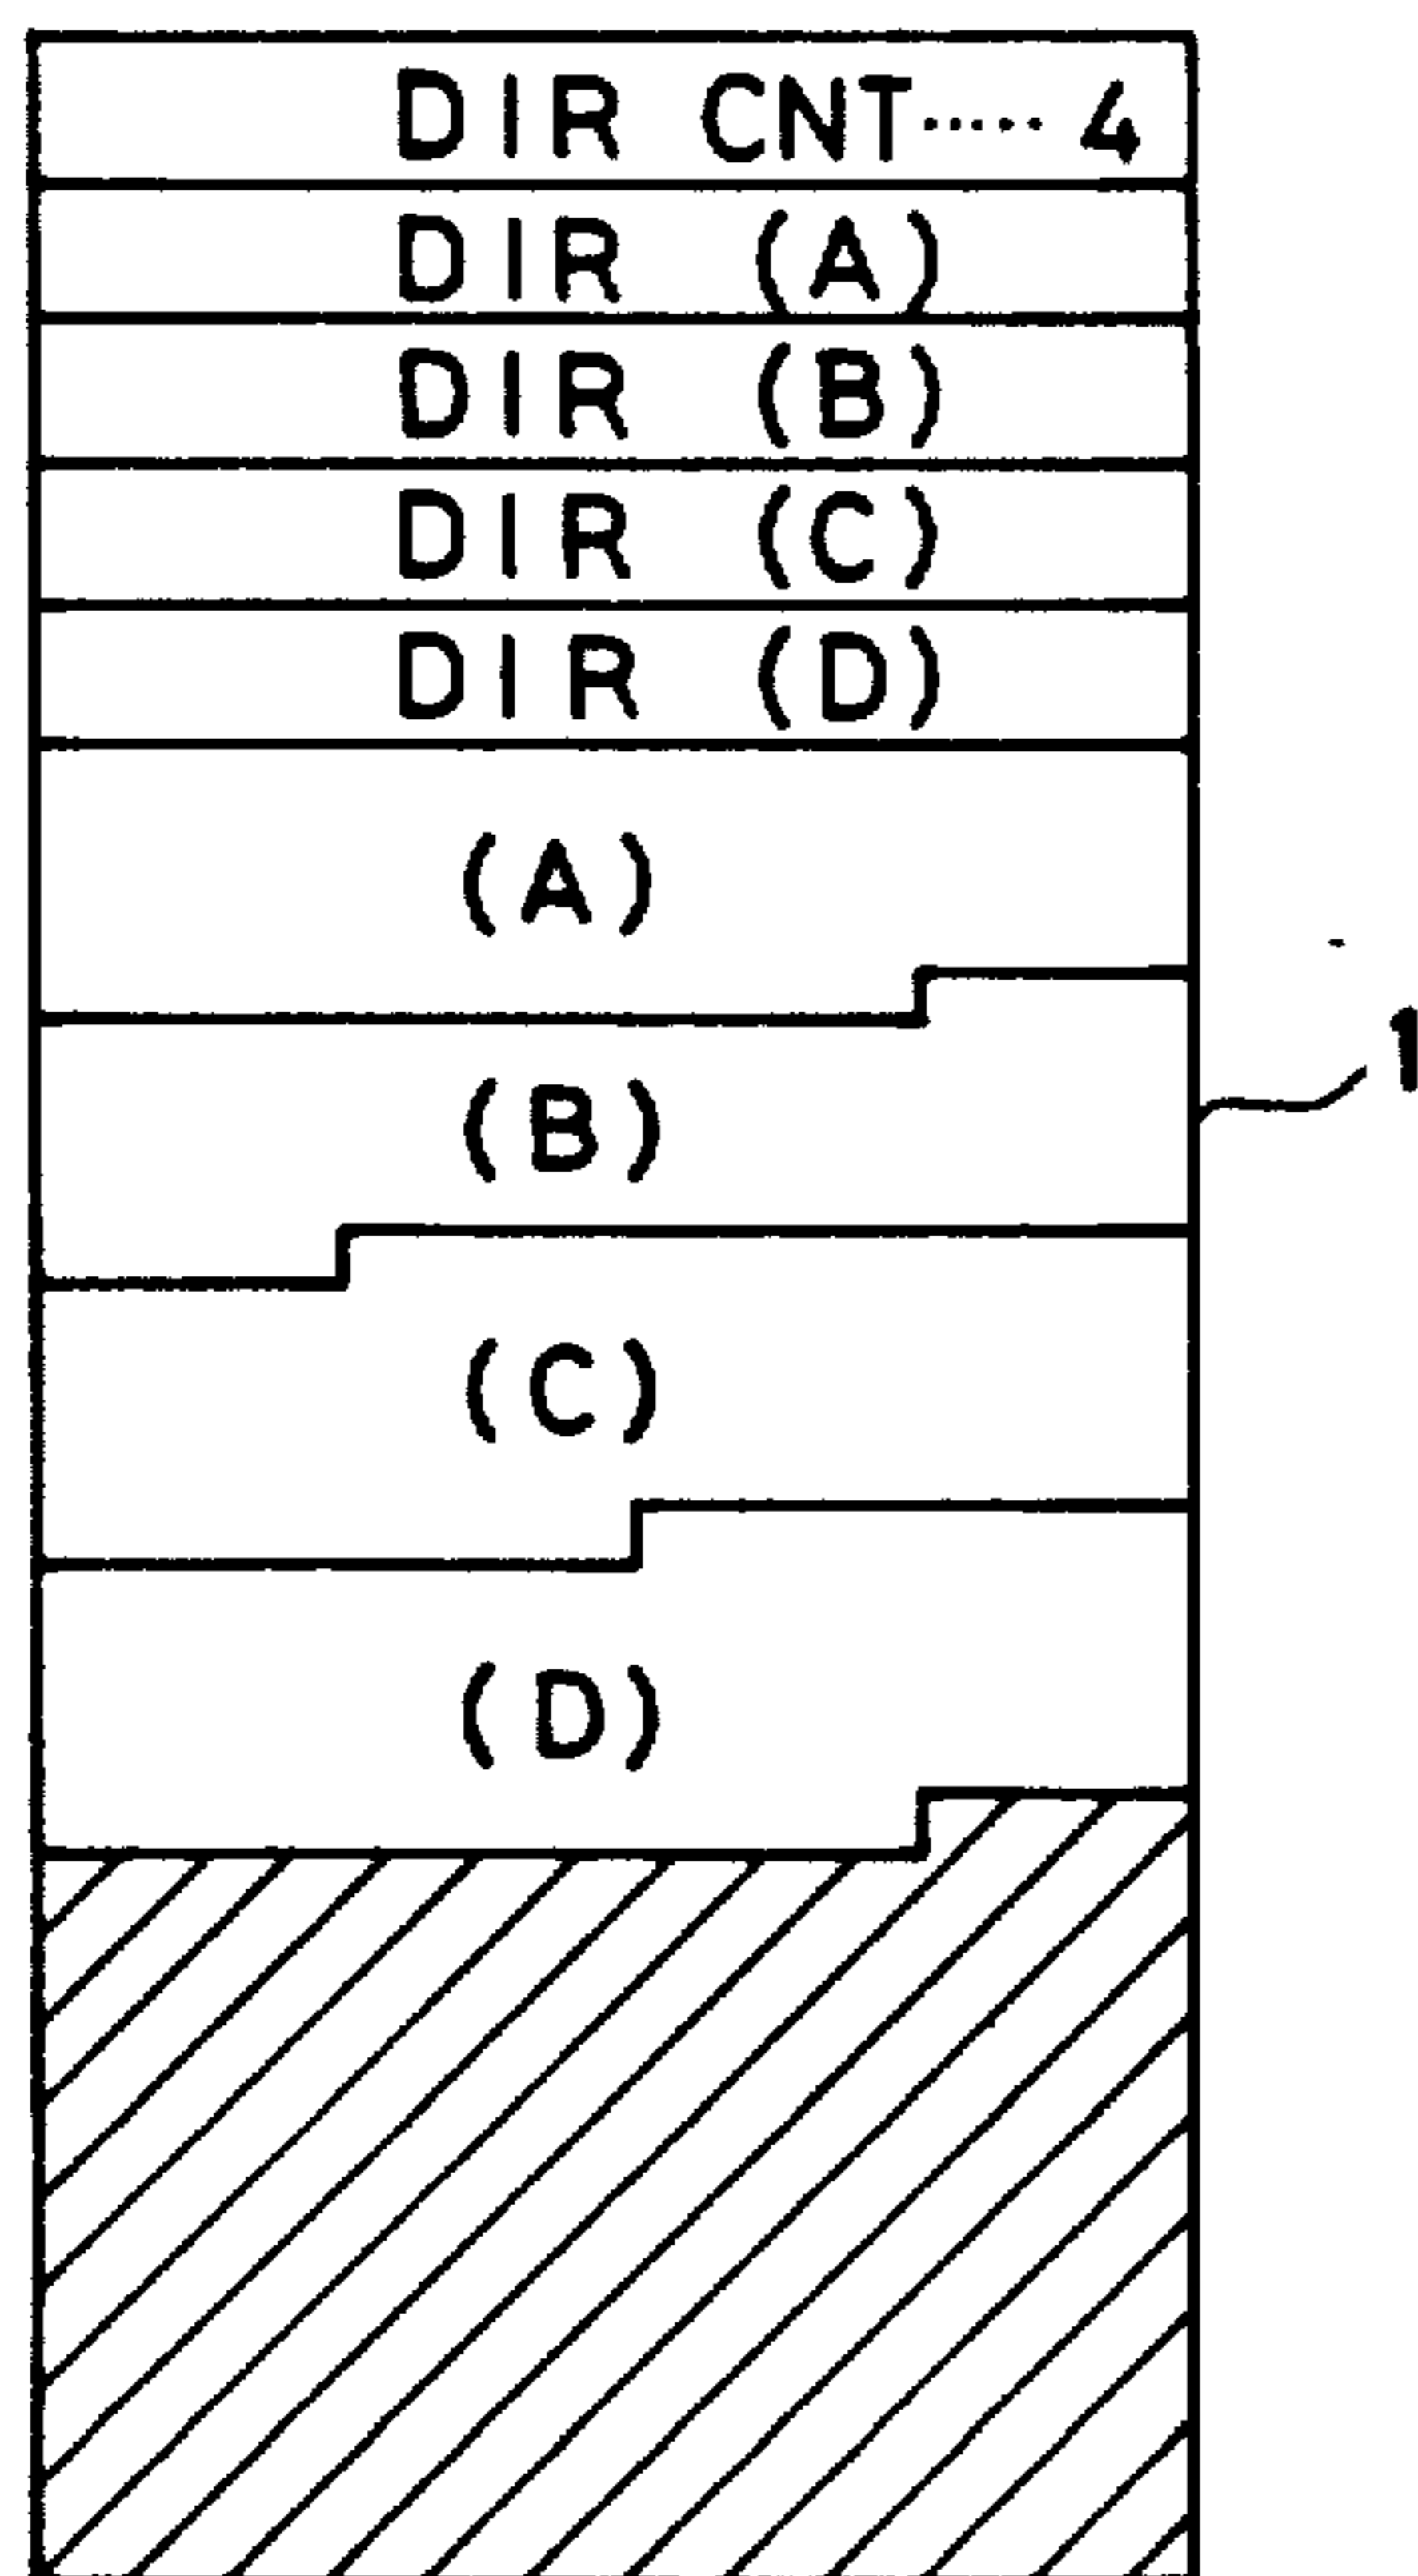 DIR CNT ..... 4
DIR (A)
DIR (B)
DIR (C)
DIR (D)
(A)
1
(B)
(C)
(D)